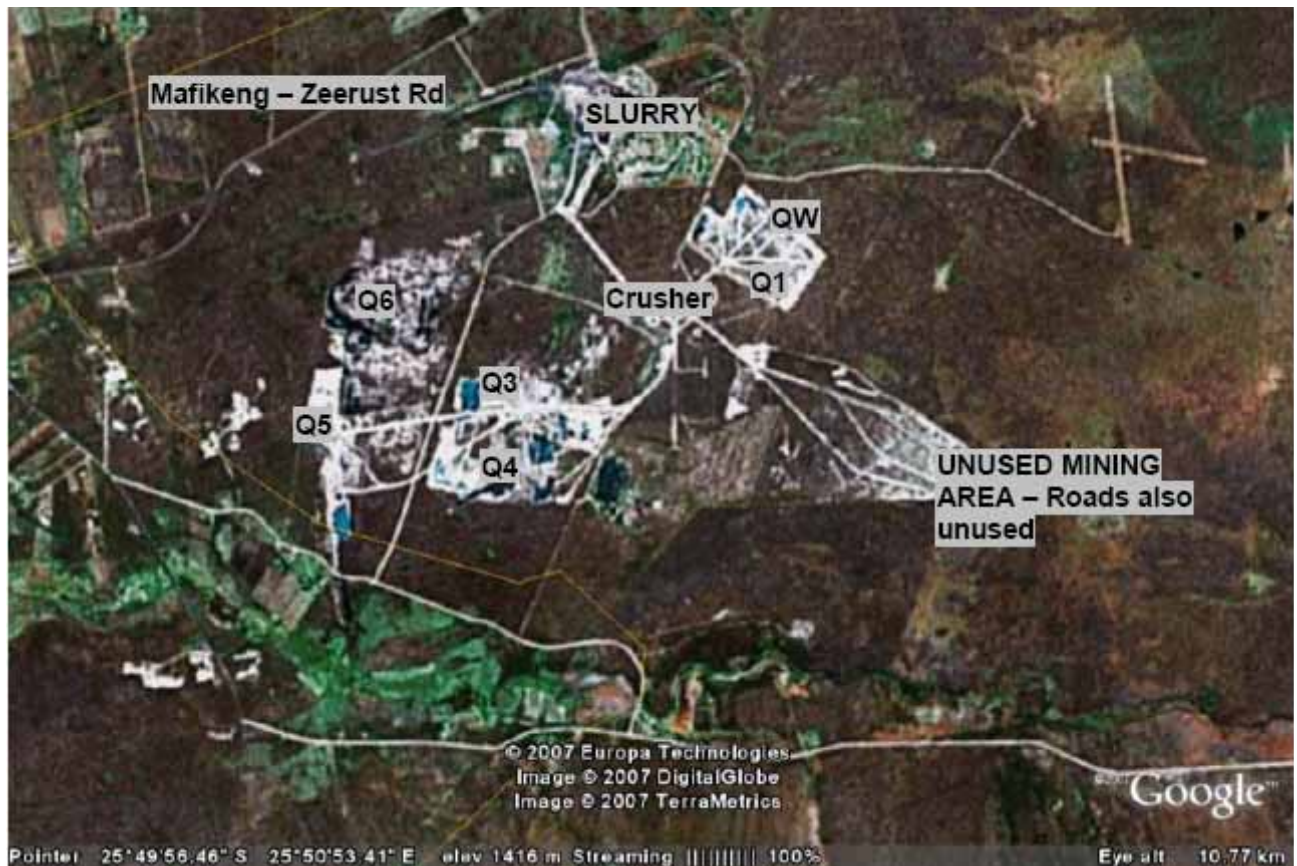 Mafikeng – Zeerust Rd
SLURRY
QW
Q1
Q6
Crusher
Q3
Q5
Q4
UNUSED MINING
AREA – Roads also
unused
© 2007 Europa Technologies
Image © 2007 DigitalGlobe
Image © 2007 TerraMetrics
©2007 Google™
Pointer 25°49'56.46" S 25°50'53.41" E elev 1416 m Streaming |||||||||| 100% Eye alt 10.77 km